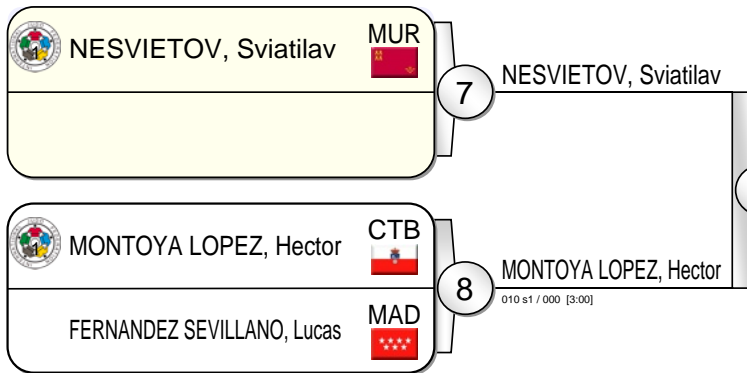 NESVIETOV, Sviatilav MUR
7
NESVIETOV, Sviatilav
1 MONTOYA LOPEZ, Hector CTB
FERNANDEZ SEVILLANO, Lucas MAD
8
MONTOYA LOPEZ, Hector
010 s1 / 000 [3:00]